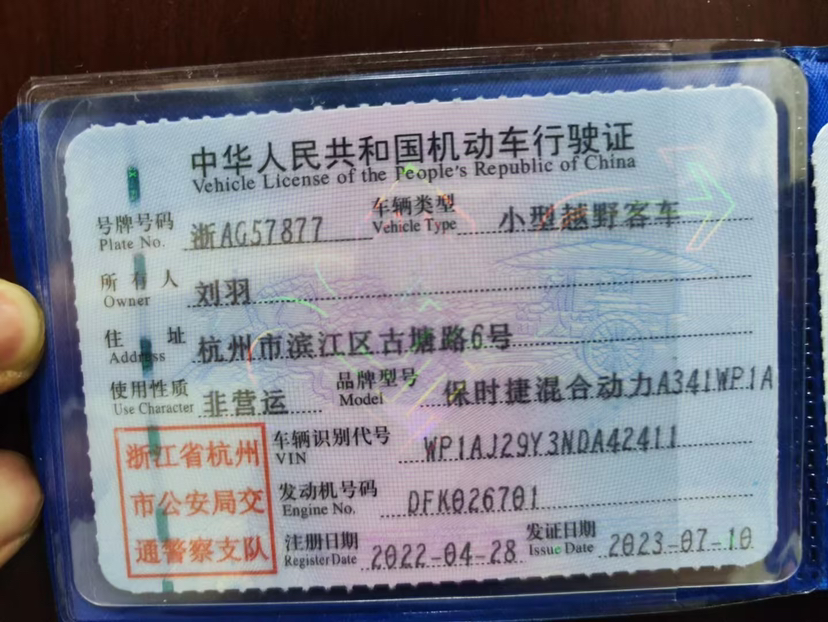 中华人民共和国机动车行驶证
Vehicle License of the People's Republic of China
号牌号码 浙AG57877 车辆类型 小型越野客车
Plate No. Vehicle Type
所有人 刘羽
Owner
住址 杭州市滨江区古塘路6号
Address
使用性质 非营运 品牌型号 保时捷混合动力A341WP1A
Use Character Model
浙江省杭州
市公安局交
通警察支队
车辆识别代号 WP1AJ29Y3NDA42411
VIN
发动机号码 DFK026701
Engine No.
注册日期 2022-04-28 发证日期 2023-07-10
Register Date Issue Date